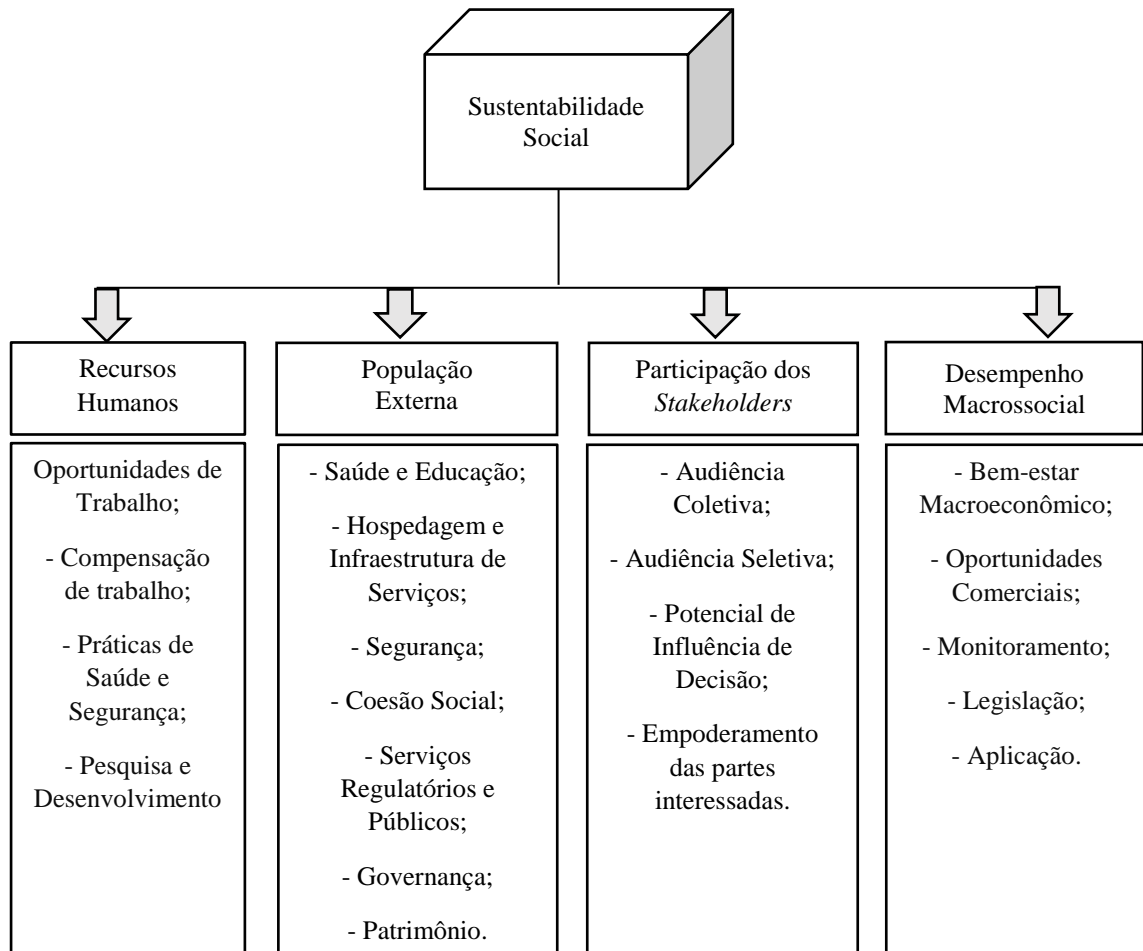 Sustentabilidade
Social
Recursos
Humanos
População
Externa
Participação dos
Stakeholders
Desempenho
Macrossocial
Oportunidades de
Trabalho;
- Compensação
de trabalho;
- Práticas de
Saúde e
Segurança;
- Pesquisa e
Desenvolvimento
- Saúde e Educação;
- Hospedagem e
Infraestrutura de
Serviços;
- Segurança;
- Coesão Social;
- Serviços
Regulatórios e
Públicos;
- Governança;
- Patrimônio.
- Audiência
Coletiva;
- Audiência Seletiva;
- Potencial de
Influência de
Decisão;
- Empoderamento
das partes
interessadas.
- Bem-estar
Macroeconômico;
- Oportunidades
Comerciais;
- Monitoramento;
- Legislação;
- Aplicação.